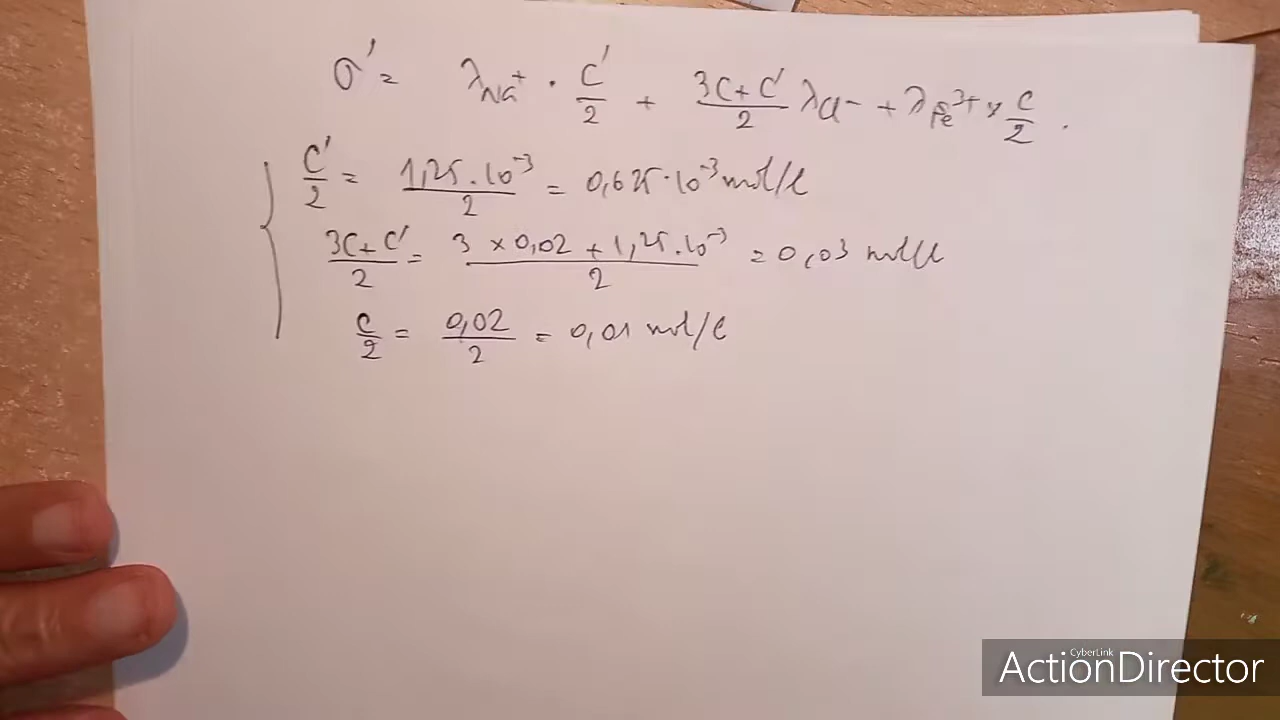 σ' = λNa⁺ · C'/2 + (3C+C')/2 λCl⁻ + λFe³⁺ × C/2 .
C'/2 = 1,25.10⁻³/2 = 0,625.10⁻³ mol/l
(3C+C')/2 = (3 × 0,02 + 1,25.10⁻³)/2 = 0,03 mol/l
C/2 = 0,02/2 = 0,01 mol/l
CyberLink
ActionDirector